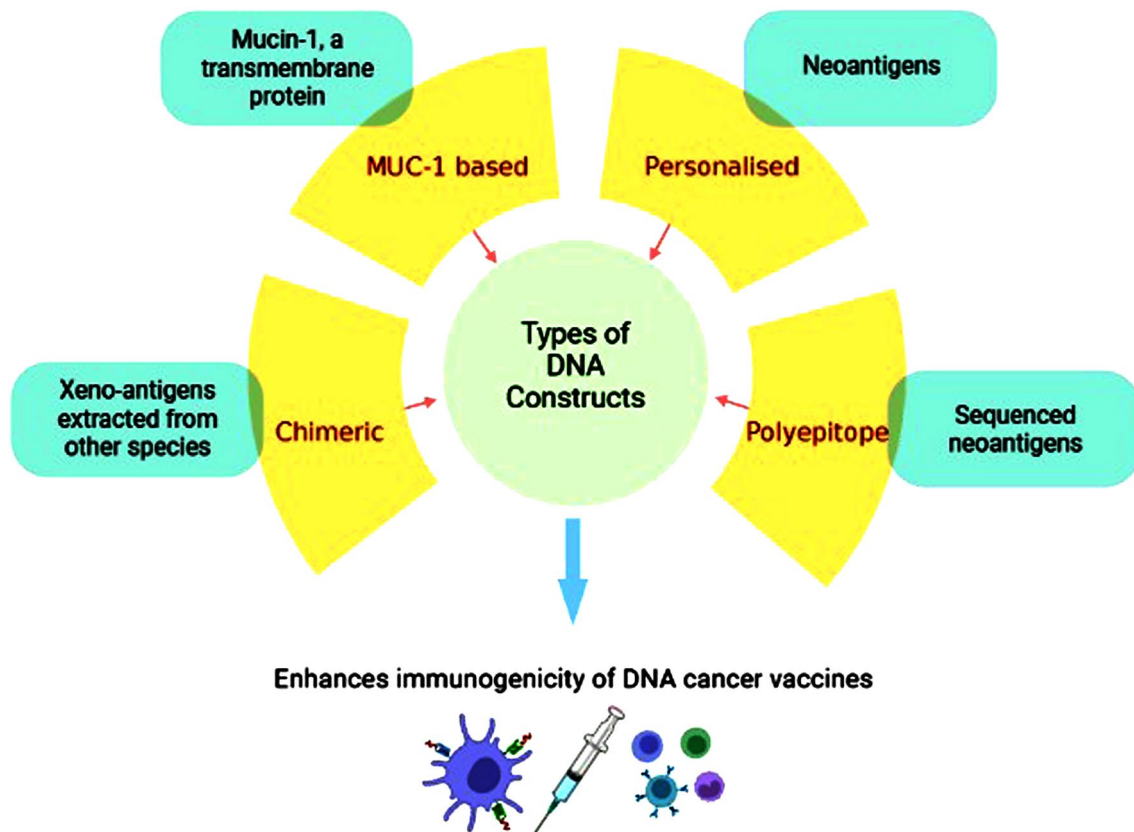 Mucin-1, a
transmembrane
protein
Neoantigens
MUC-1 based
Personalised
Types of
DNA
Constructs
Xeno-antigens
extracted from
other species
Chimeric
Polyepitope
Sequenced
neoantigens
Enhances immunogenicity of DNA cancer vaccines